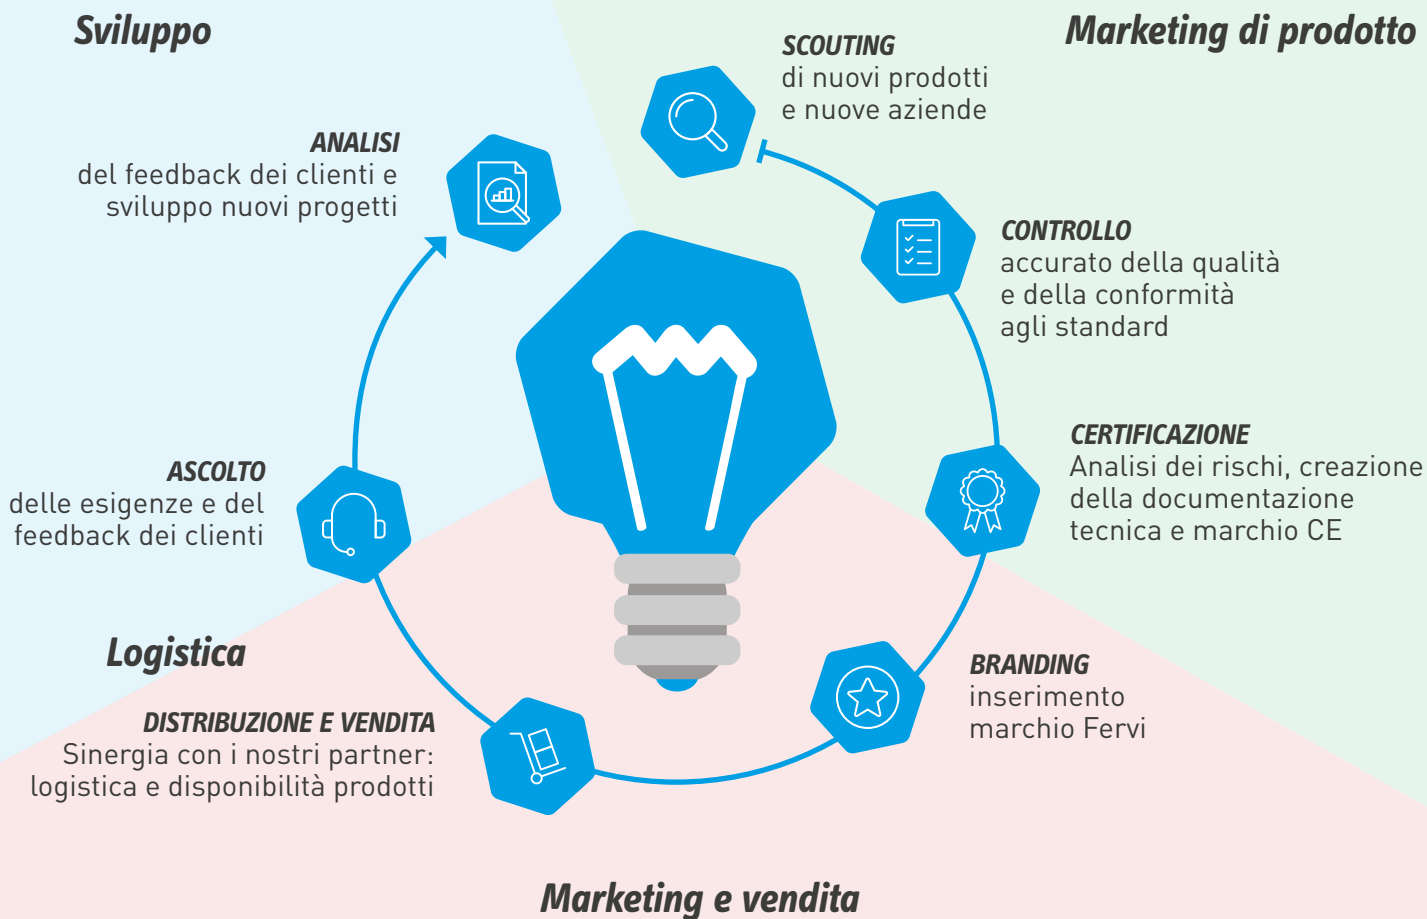 Sviluppo
Marketing di prodotto
SCOUTING
di nuovi prodotti
e nuove aziende
CONTROLLO
accurato della qualità
e della conformità
agli standard
CERTIFICAZIONE
Analisi dei rischi, creazione
della documentazione
tecnica e marchio CE
BRANDING
inserimento
marchio Fervi
Logistica
DISTRIBUZIONE E VENDITA
Sinergia con i nostri partner:
logistica e disponibilità prodotti
ASCOLTO
delle esigenze e del
feedback dei clienti
ANALISI
del feedback dei clienti e
sviluppo nuovi progetti
Marketing e vendita